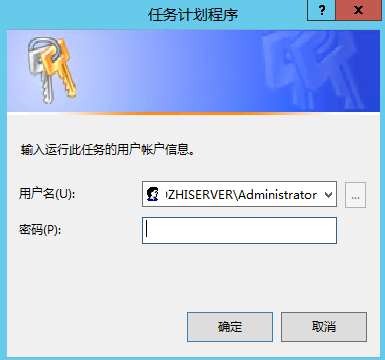 任务计划程序
? x
输入运行此任务的用户帐户信息。
用户名(U): ZHISERVER\Administrator ...
密码(P):
确定 取消